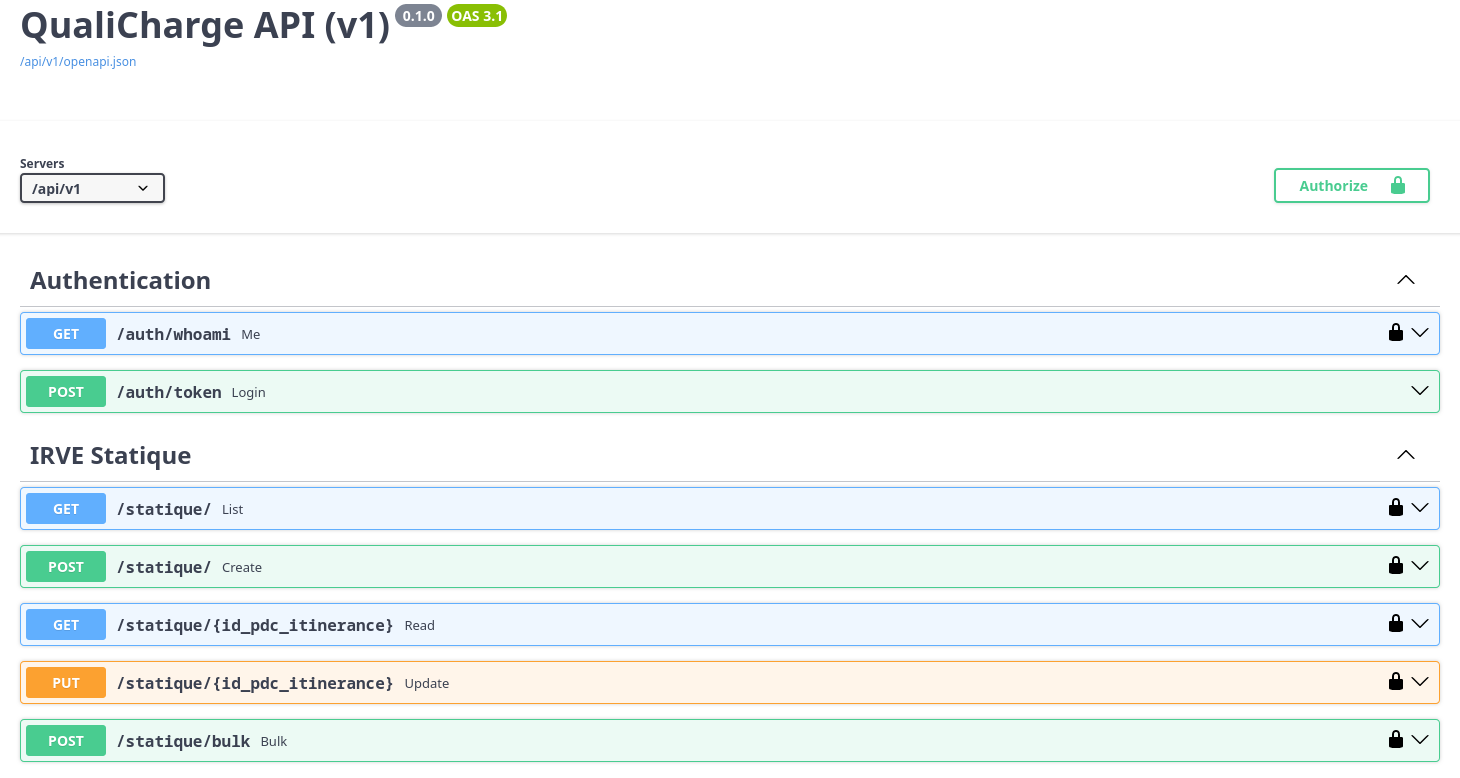 QualiCharge API (v1) 0.1.0 OAS 3.1
/api/v1/openapi.json
Servers
/api/v1
Authorize
Authentication
GET /auth/whoami Me
POST /auth/token Login
IRVE Statique
GET /statique/ List
POST /statique/ Create
GET /statique/{id_pdc_itinerance} Read
PUT /statique/{id_pdc_itinerance} Update
POST /statique/bulk Bulk